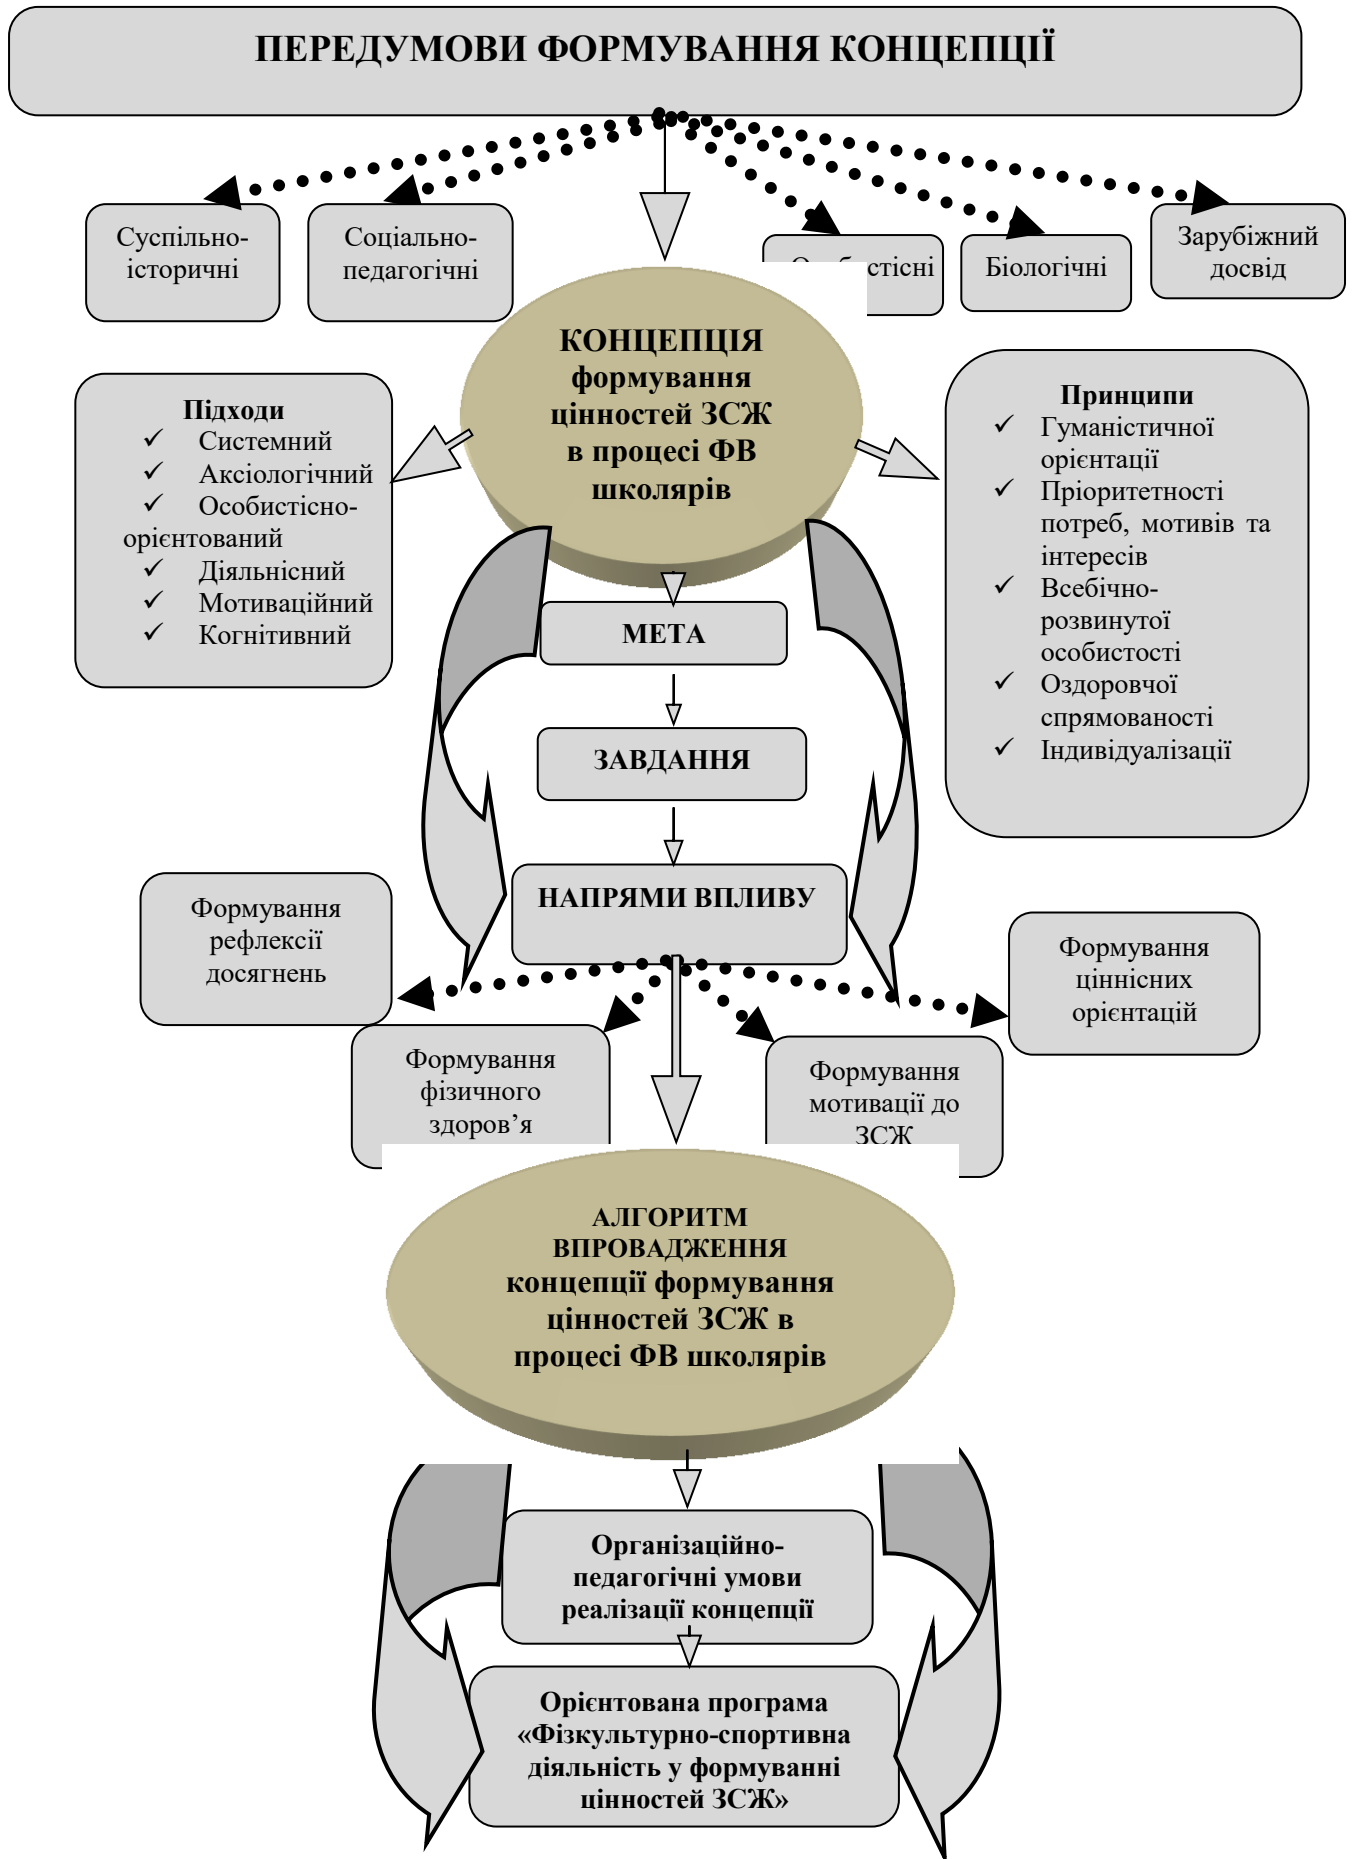 ПЕРЕДУМОВИ ФОРМУВАННЯ КОНЦЕПЦІЇ
Суспільно-
історичні
Соціально-
педагогічні
Особистісні
Біологічні
Зарубіжний
досвід
КОНЦЕПЦІЯ
формування
цінностей ЗСЖ
в процесі ФВ
школярів
Підходи
✓ Системний
✓ Аксіологічний
✓ Особистісно-
орієнтований
✓ Діяльнісний
✓ Мотиваційний
✓ Когнітивний
Принципи
✓ Гуманістичної
орієнтації
✓ Пріоритетності
потреб, мотивів та
інтересів
✓ Всебічно-
розвинутої
особистості
✓ Оздоровчої
спрямованості
✓ Індивідуалізації
МЕТА
ЗАВДАННЯ
НАПРЯМИ ВПЛИВУ
Формування
рефлексії
досягнень
Формування
фізичного
здоров’я
Формування
мотивації до
ЗСЖ
Формування
ціннісних
орієнтацій
АЛГОРИТМ
ВПРОВАДЖЕННЯ
концепції формування
цінностей ЗСЖ в
процесі ФВ школярів
Організаційно-
педагогічні умови
реалізації концепції
Орієнтована програма
«Фізкультурно-спортивна
діяльність у формуванні
цінностей ЗСЖ»